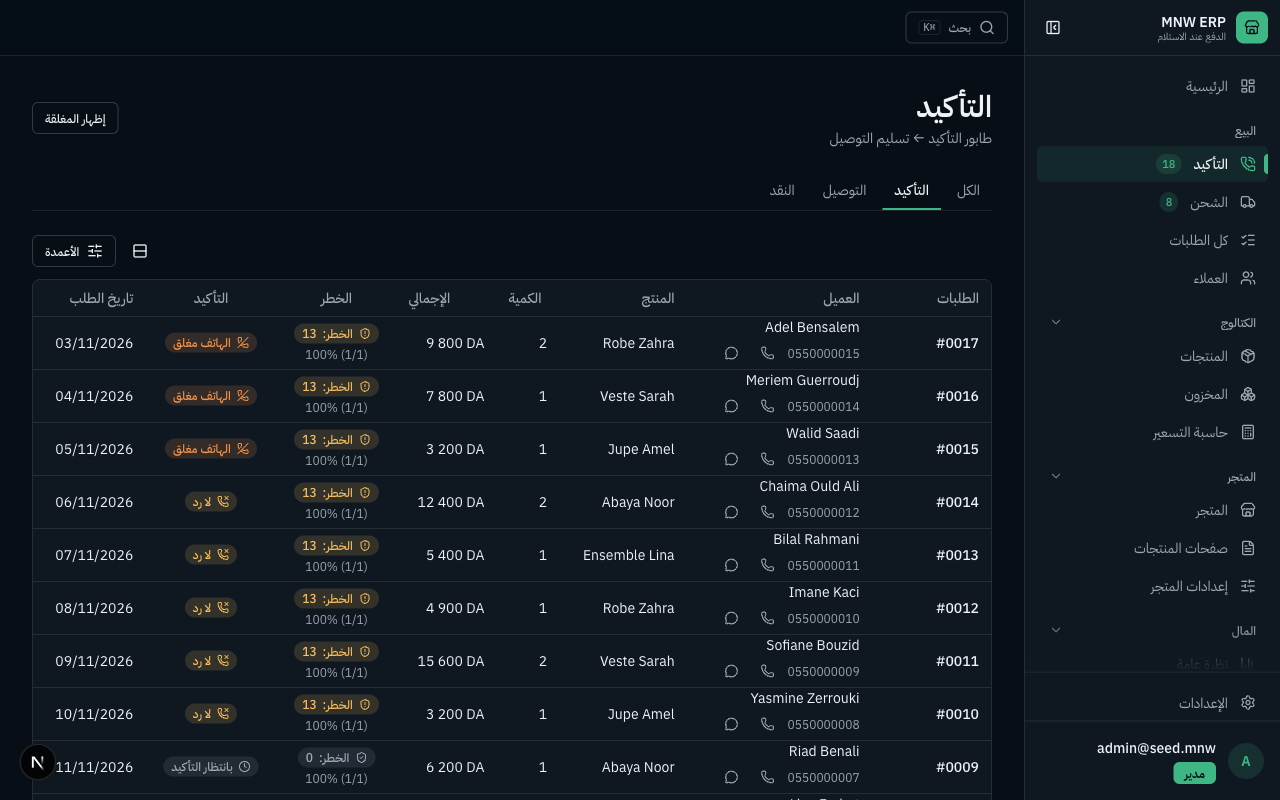 MNW ERP
الدفع عند الاستلام
بحث ⌘K
الرئيسية
البيع
التأكيد 18
الشحن 8
كل الطلبات
العملاء
الكتالوج
المنتجات
المخزون
حاسبة التسعير
المتجر
المتجر
صفحات المنتجات
إعدادات المتجر
المال
نظرة عامة
الإعدادات
A admin@seed.mnw
مدير
التأكيد
طابور التأكيد ← تسليم التوصيل
إظهار المغلقة
الكل التأكيد التوصيل النقد
الأعمدة
الطلبات العميل المنتج الكمية الإجمالي الخطر التأكيد تاريخ الطلب
#0017 Adel Bensalem 0550000015 Robe Zahra 2 9 800 DA الخطر: 13 100% (1/1) الهاتف مغلق 03/11/2026
#0016 Meriem Guerroudj 0550000014 Veste Sarah 1 7 800 DA الخطر: 13 100% (1/1) الهاتف مغلق 04/11/2026
#0015 Walid Saadi 0550000013 Jupe Amel 1 3 200 DA الخطر: 13 100% (1/1) الهاتف مغلق 05/11/2026
#0014 Chaima Ould Ali 0550000012 Abaya Noor 2 12 400 DA الخطر: 13 100% (1/1) لا رد 06/11/2026
#0013 Bilal Rahmani 0550000011 Ensemble Lina 1 5 400 DA الخطر: 13 100% (1/1) لا رد 07/11/2026
#0012 Imane Kaci 0550000010 Robe Zahra 1 4 900 DA الخطر: 13 100% (1/1) لا رد 08/11/2026
#0011 Sofiane Bouzid 0550000009 Veste Sarah 2 15 600 DA الخطر: 13 100% (1/1) لا رد 09/11/2026
#0010 Yasmine Zerrouki 0550000008 Jupe Amel 1 3 200 DA الخطر: 13 100% (1/1) لا رد 10/11/2026
#0009 Riad Benali 0550000007 Abaya Noor 1 6 200 DA الخطر: 0 100% (1/1) بانتظار التأكيد 11/11/2026
N